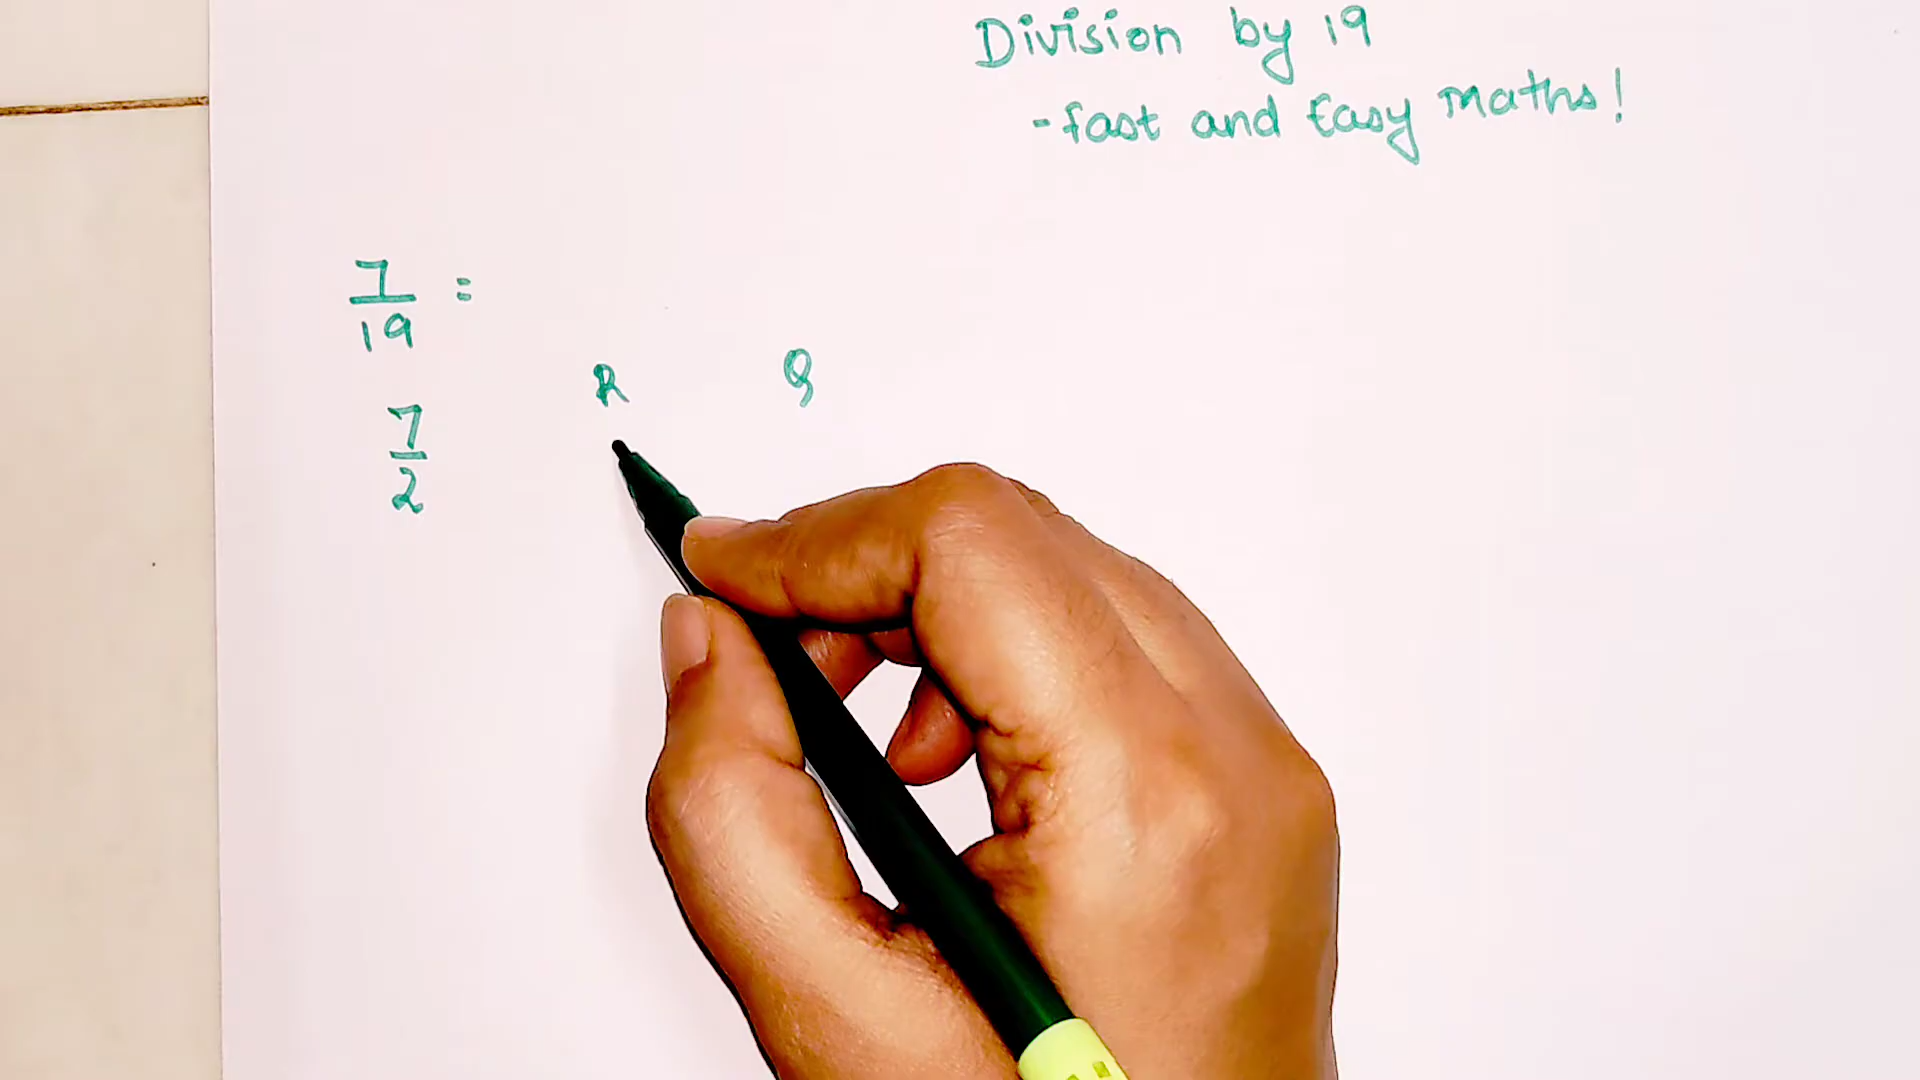 Division by 19
- fast and Easy maths!
7
19 =
R Q
7
2